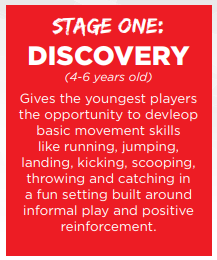 STAGE ONE:
DISCOVERY
(4-6 years old)
Gives the youngest players
the opportunity to devleop
basic movement skills
like running, jumping,
landing, kicking, scooping,
throwing and catching in
a fun setting built around
informal play and positive
reinforcement.